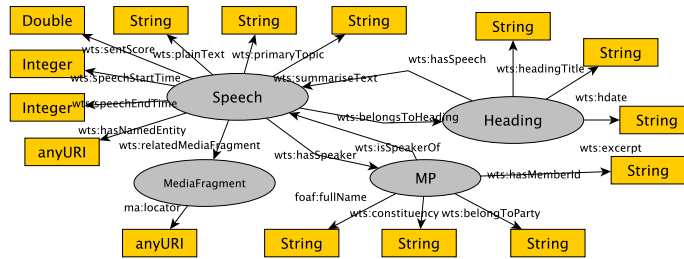 Double
String
String
String
String
wts:sentScore
wts:plainText
wts:primaryTopic
wts:hasSpeech
String
Integer
wts:headingTitle
wts:speechStartTime
wts:summariseText
Speech
wts:hdate
Integer
wts:speechEndTime
wts:belongsToHeading
Heading
String
wts:hasNamedEntity
anyURI
wts:relatedMediaFragment
wts:isSpeakerOf
wts:excerpt
wts:hasSpeaker
wts:hasMemberId
String
MediaFragment
MP
foaf:fullName
ma:locator
wts:constituency
wts:belongToParty
anyURI
String
String
String